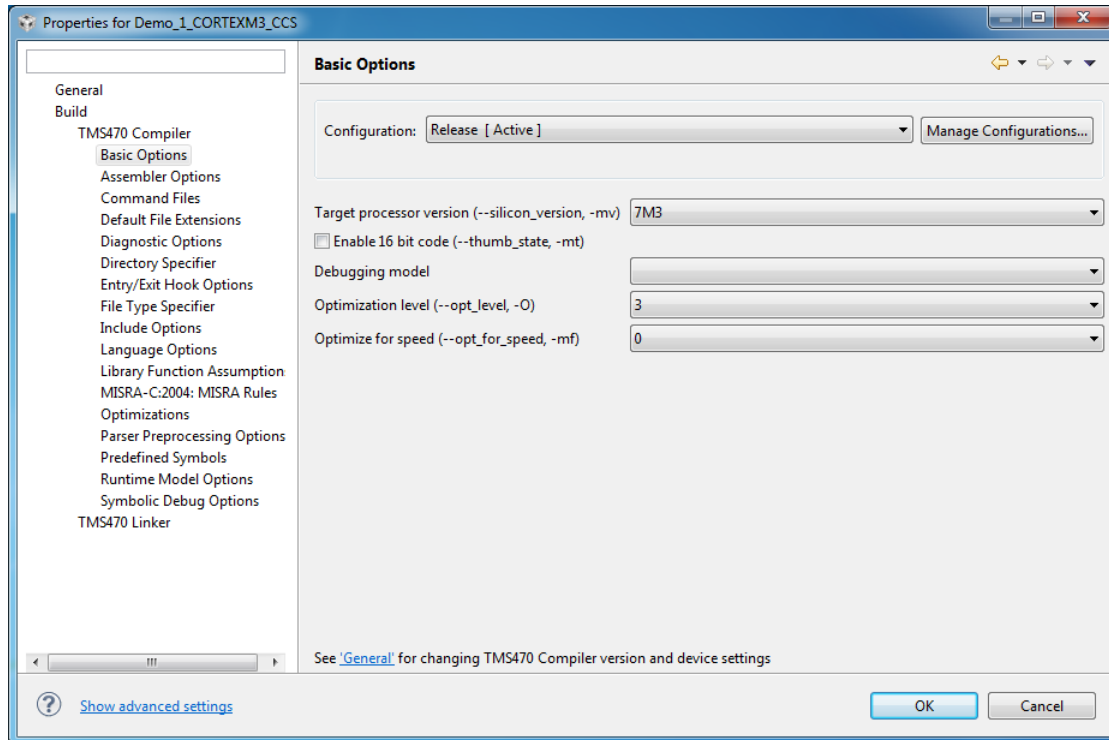 Properties for Demo_1_CORTEXM3_CCS
General
Build
TMS470 Compiler
Basic Options
Assembler Options
Command Files
Default File Extensions
Diagnostic Options
Directory Specifier
Entry/Exit Hook Options
File Type Specifier
Include Options
Language Options
Library Function Assumption
MISRA-C:2004: MISRA Rules
Optimizations
Parser Preprocessing Options
Predefined Symbols
Runtime Model Options
Symbolic Debug Options
TMS470 Linker
Basic Options
Configuration: Release [ Active ] Manage Configurations...
Target processor version (--silicon_version, -mv) 7M3
Enable 16 bit code (--thumb_state, -mt)
Debugging model
Optimization level (--opt_level, -O) 3
Optimize for speed (--opt_for_speed, -mf) 0
See 'General' for changing TMS470 Compiler version and device settings
Show advanced settings OK Cancel